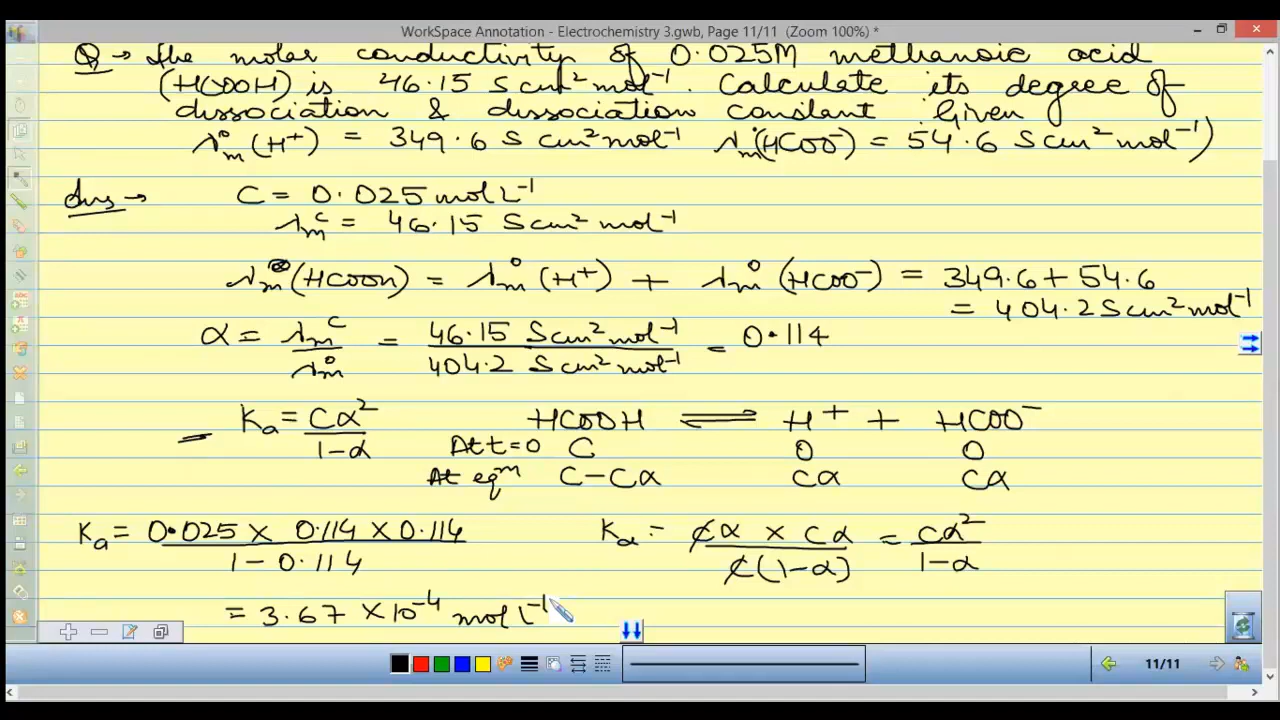 WorkSpace Annotation - Electrochemistry 3.gwb, Page 11/11 (Zoom 100%) *
Q → The molar conductivity of 0.025M methanoic acid
(HCOOH) is 46.15 S cm² mol⁻¹. Calculate its degree of
dissociation & dissociation constant Given
λ°m (H⁺) = 349.6 S cm² mol⁻¹ λ°m (HCOO⁻) = 54.6 S cm² mol⁻¹)
Ans → C = 0.025 mol L⁻¹
λᶜm = 46.15 S cm² mol⁻¹
λ°m (HCOOH) = λ°m (H⁺) + λ°m (HCOO⁻) = 349.6 + 54.6
= 404.2 S cm² mol⁻¹
α = λᶜm / λ°m = 46.15 S cm² mol⁻¹ / 404.2 S cm² mol⁻¹ = 0.114
Ka = Cα² / 1-α HCOOH ⇌ H⁺ + HCOO⁻
At t=0 C 0 0
At eqm C-Cα Cα Cα
Ka = 0.025 × 0.114 × 0.114 / 1 - 0.114 Ka = Cα × Cα / C(1-α) = Cα² / 1-α
= 3.67 × 10⁻⁴ mol L⁻¹
11/11